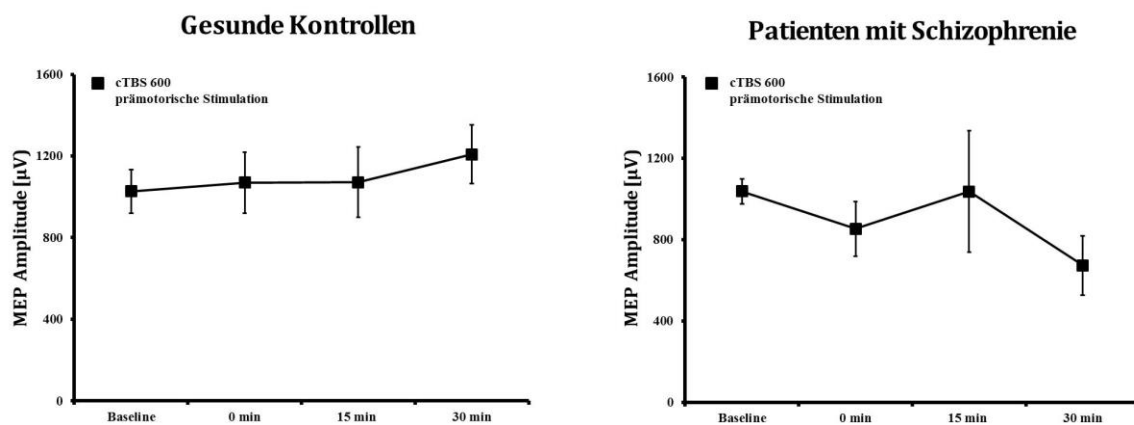 Gesunde Kontrollen
MEP Amplitude [µV]
1600
1200
800
400
0
cTBS 600
prämotorische Stimulation
Baseline
0 min
15 min
30 min
Patienten mit Schizophrenie
MEP Amplitude [µV]
1600
1200
800
400
0
cTBS 600
prämotorische Stimulation
Baseline
0 min
15 min
30 min